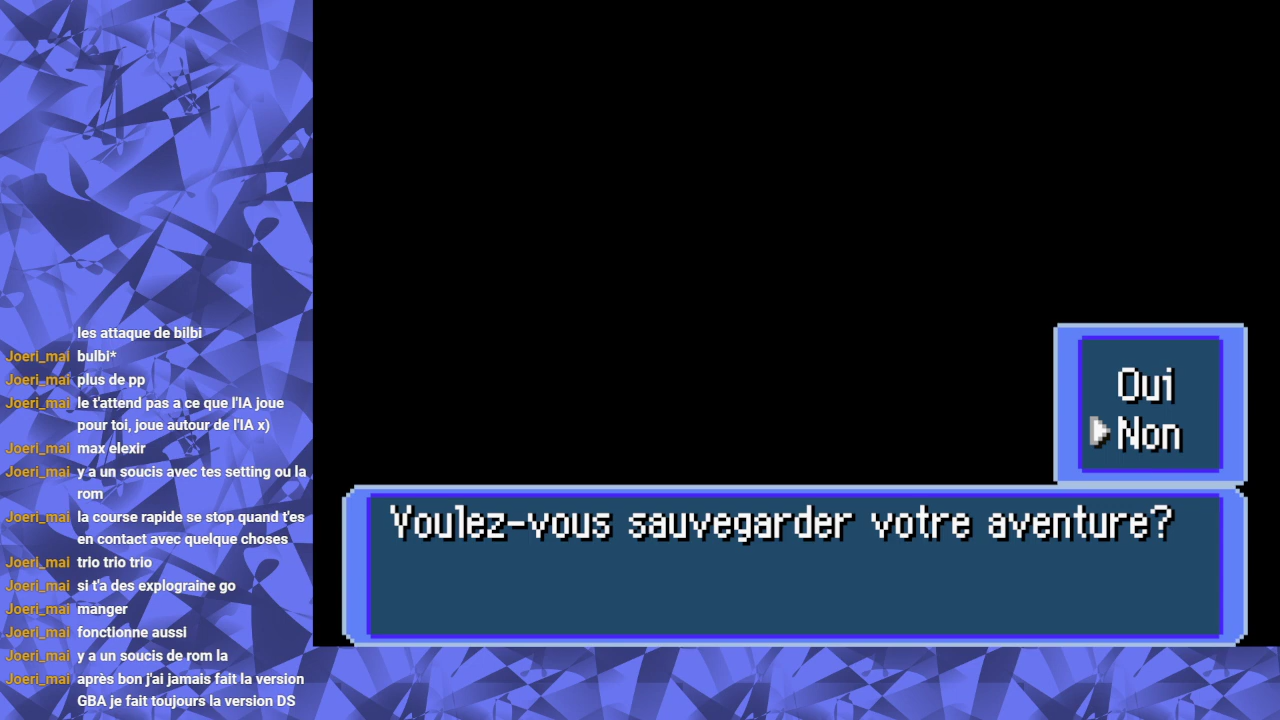 les attaque de bilbi
Joeri_mai bulbi*
Joeri_mai plus de pp
Joeri_mai le t'attend pas a ce que l'IA joue
pour toi, joue autour de l'IA x)
Joeri_mai max elexir
Joeri_mai y a un soucis avec tes setting ou la
rom
Joeri_mai la course rapide se stop quand t'es
en contact avec quelque choses
Joeri_mai trio trio trio
Joeri_mai si t'a des explograine go
Joeri_mai manger
Joeri_mai fonctionne aussi
Joeri_mai y a un soucis de rom la
Joeri_mai après bon j'ai jamais fait la version
GBA je fait toujours la version DS
Oui
Non
Voulez-vous sauvegarder votre aventure?